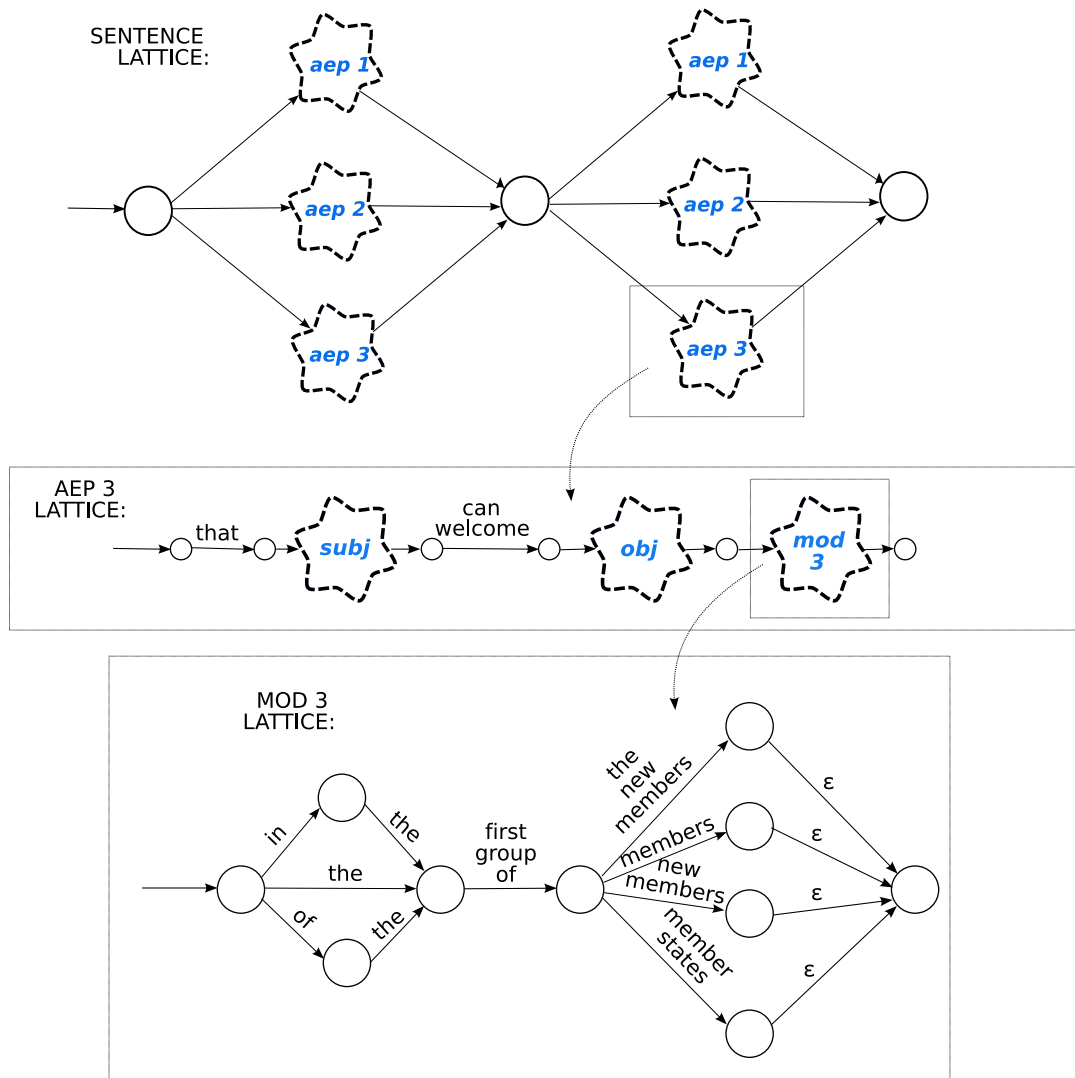 SENTENCE
LATTICE:
aep 1
aep 1
aep 2
aep 2
aep 3
aep 3
AEP 3
LATTICE:
that
subj
can
welcome
obj
mod
3
MOD 3
LATTICE:
in
the
the
of
the
first
group
of
the
new
members
members
new
members
member
states
ε
ε
ε
ε